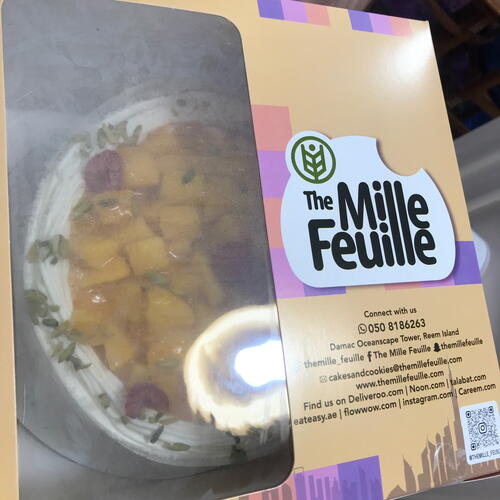 The
Mille
Feuille
Connect with us
050 8186263
Damac Oceanscape Tower, Reem Island
themille_feuille The Mille Feuille themillefeuille
cakesandcookies@themillefeuille.com
www.themillefeuille.com
Find us on Deliveroo.com | Noon.com | talabat.com
eateasy.ae | flowwow.com | instagram.com | Careem.com
@THEMILLE_FEUIL